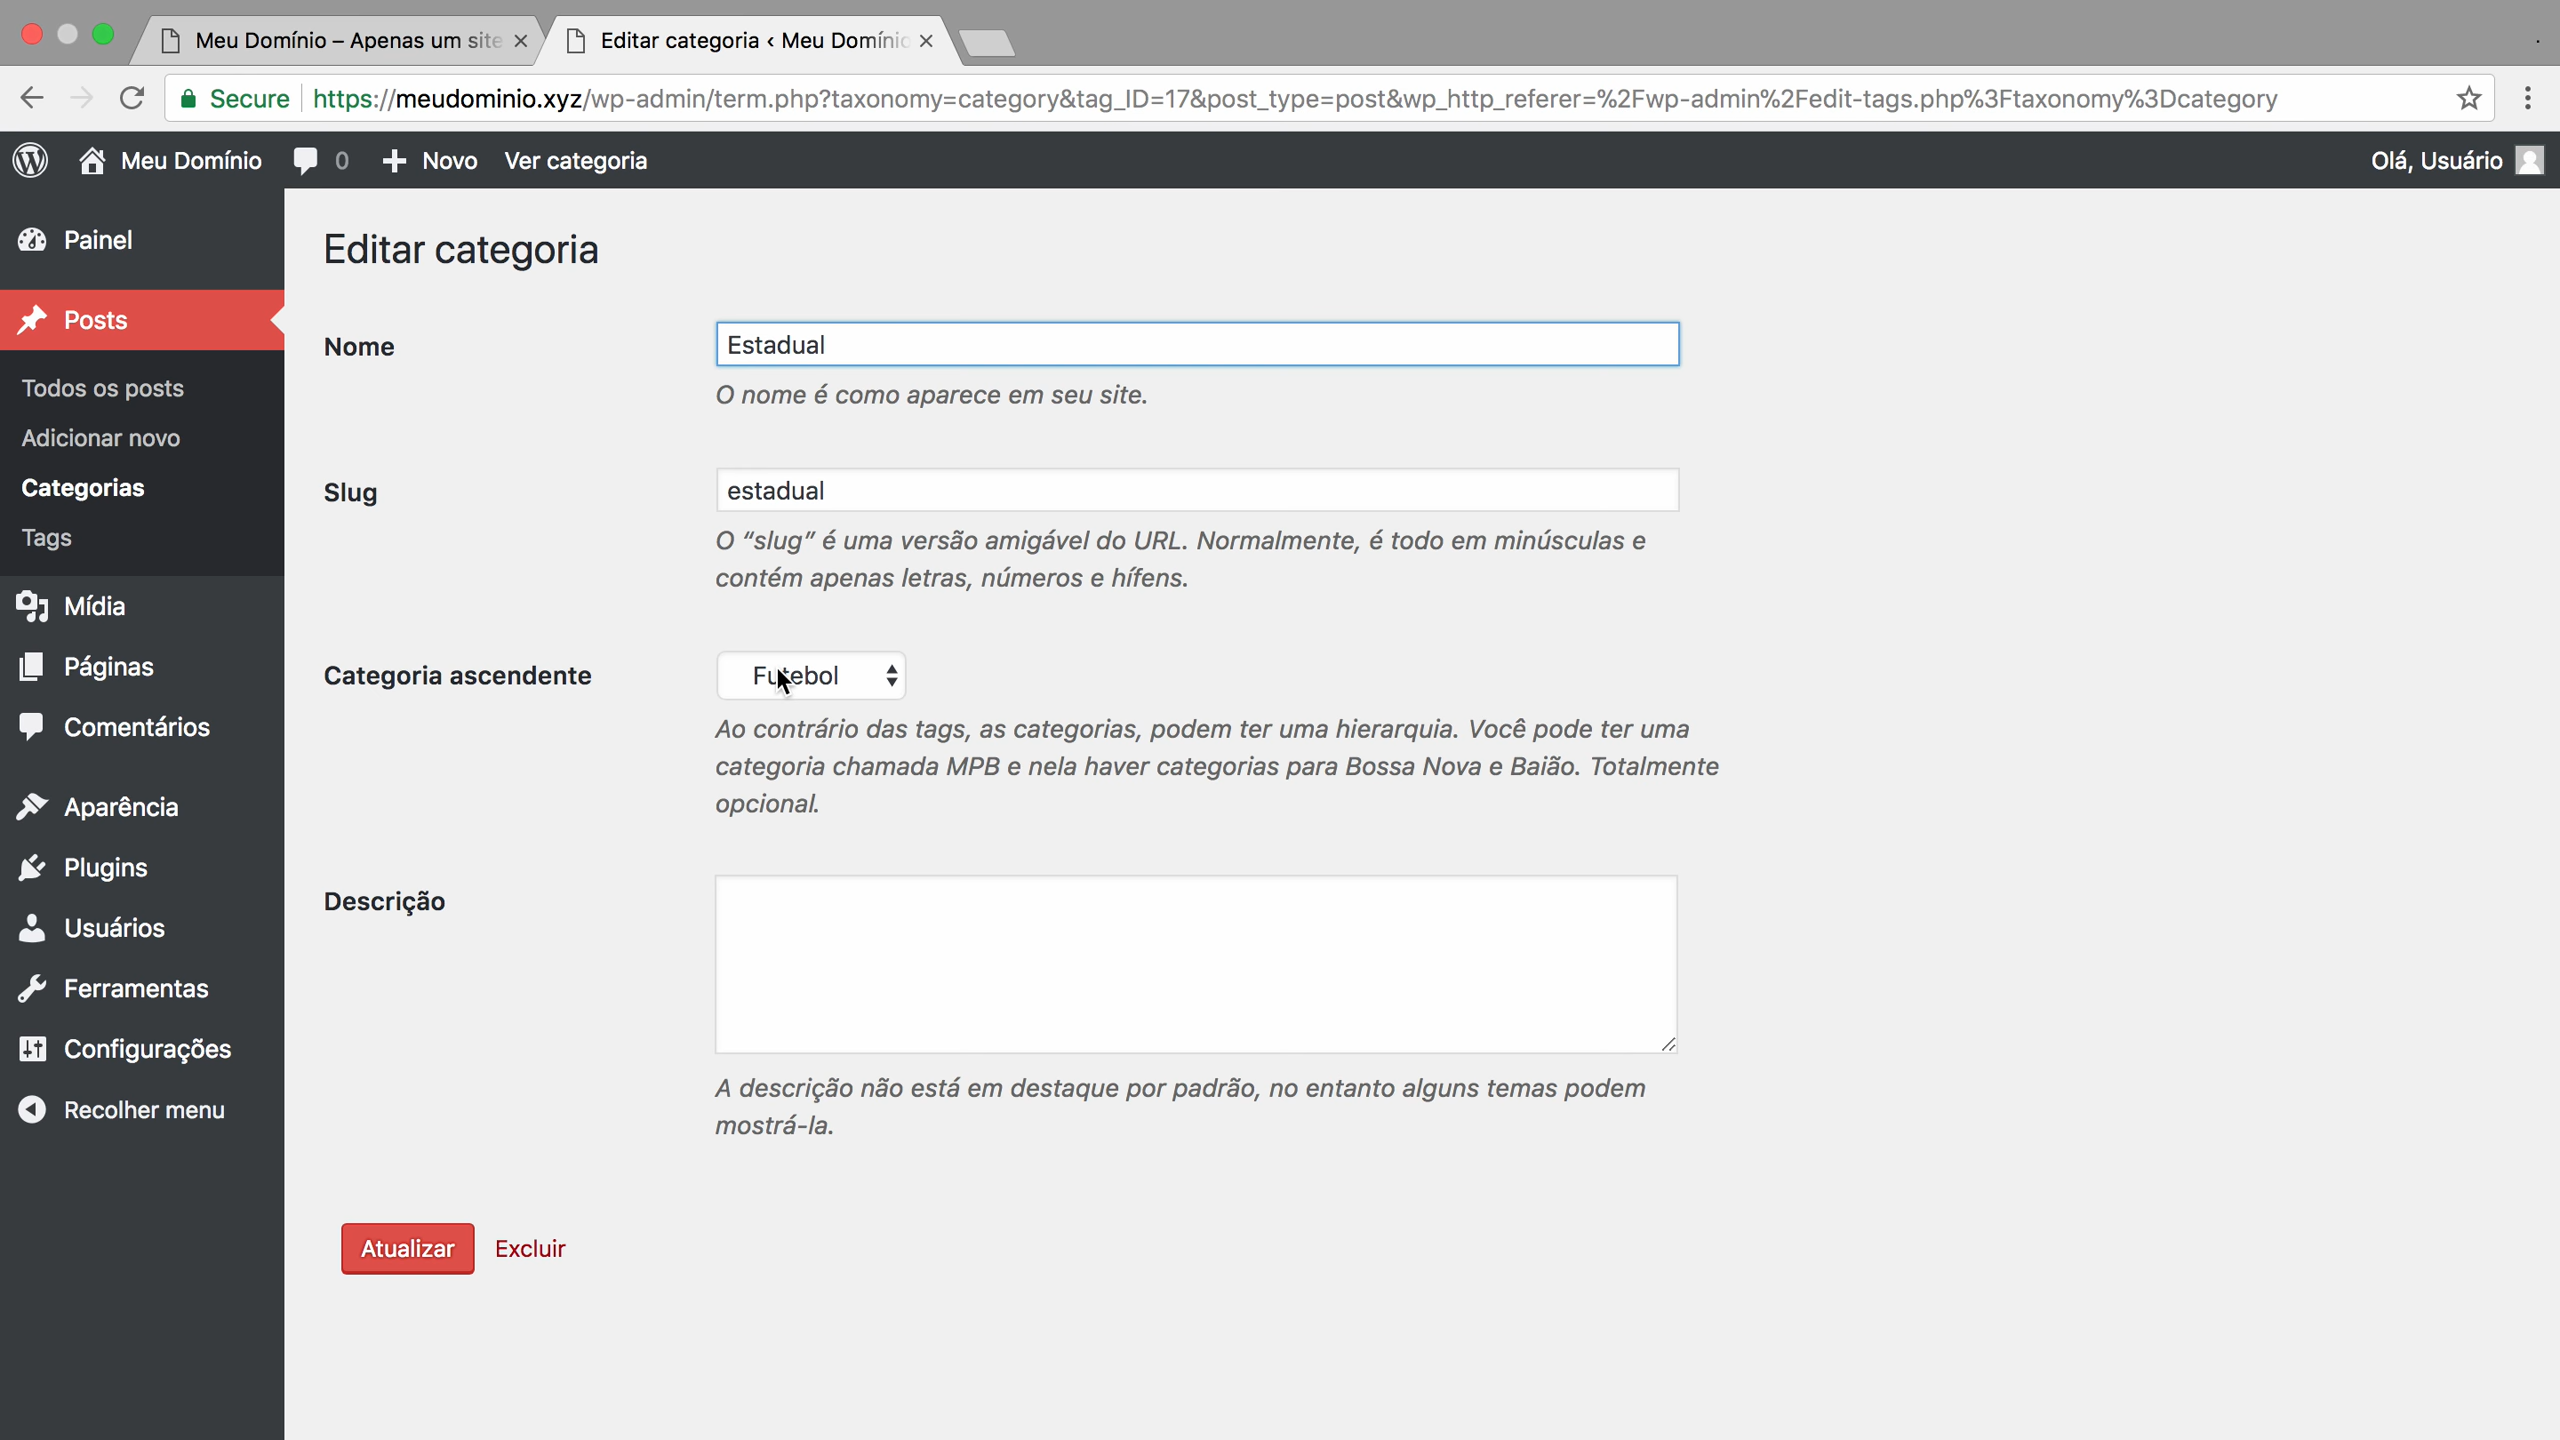 Meu Domínio – Apenas um site
Editar categoria ‹ Meu Domínio
Secure https://meudominio.xyz/wp-admin/term.php?taxonomy=category&tag_ID=17&post_type=post&wp_http_referer=%2Fwp-admin%2Fedit-tags.php%3Ftaxonomy%3Dcategory
Meu Domínio 0 Novo Ver categoria
Olá, Usuário
Painel
Posts
Todos os posts
Adicionar novo
Categorias
Tags
Mídia
Páginas
Comentários
Aparência
Plugins
Usuários
Ferramentas
Configurações
Recolher menu
Editar categoria
Nome
Estadual
O nome é como aparece em seu site.
Slug
estadual
O “slug” é uma versão amigável do URL. Normalmente, é todo em minúsculas e
contém apenas letras, números e hífens.
Categoria ascendente
Futebol
Ao contrário das tags, as categorias, podem ter uma hierarquia. Você pode ter uma
categoria chamada MPB e nela haver categorias para Bossa Nova e Baião. Totalmente
opcional.
Descrição
A descrição não está em destaque por padrão, no entanto alguns temas podem
mostrá-la.
Atualizar
Excluir